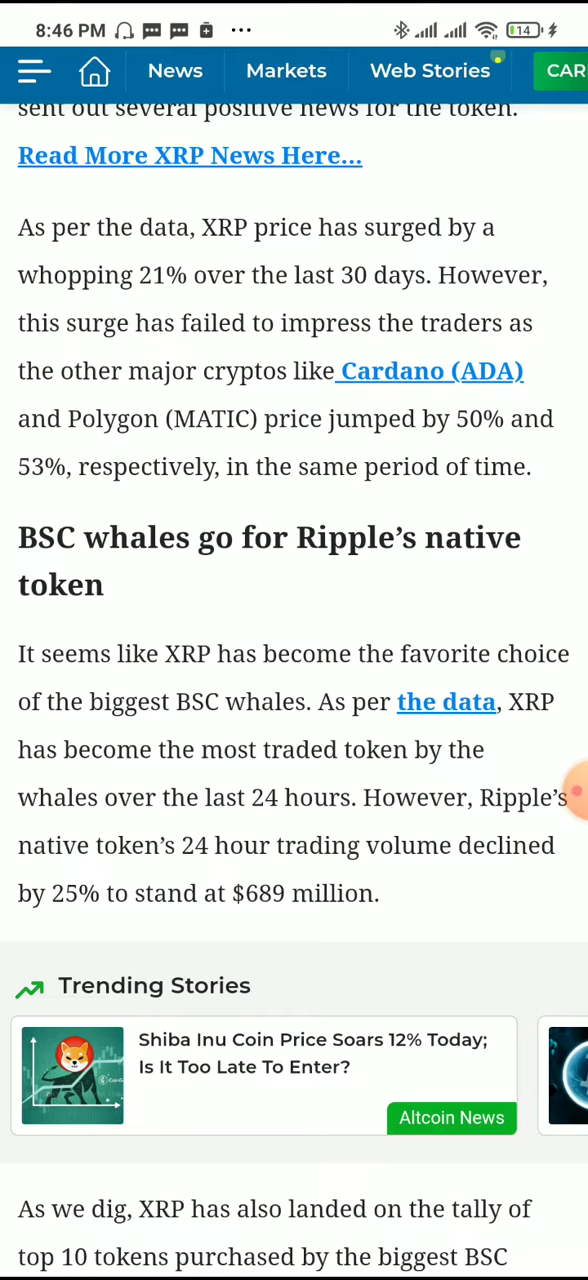 8:46 PM
14
News
Markets
Web Stories
CAR
sent out several positive news for the token.
Read More XRP News Here...
As per the data, XRP price has surged by a
whopping 21% over the last 30 days. However,
this surge has failed to impress the traders as
the other major cryptos like Cardano (ADA)
and Polygon (MATIC) price jumped by 50% and
53%, respectively, in the same period of time.
BSC whales go for Ripple’s native
token
It seems like XRP has become the favorite choice
of the biggest BSC whales. As per the data, XRP
has become the most traded token by the
whales over the last 24 hours. However, Ripple’s
native token’s 24 hour trading volume declined
by 25% to stand at $689 million.
Trending Stories
Shiba Inu Coin Price Soars 12% Today;
Is It Too Late To Enter?
Altcoin News
As we dig, XRP has also landed on the tally of
top 10 tokens purchased by the biggest BSC